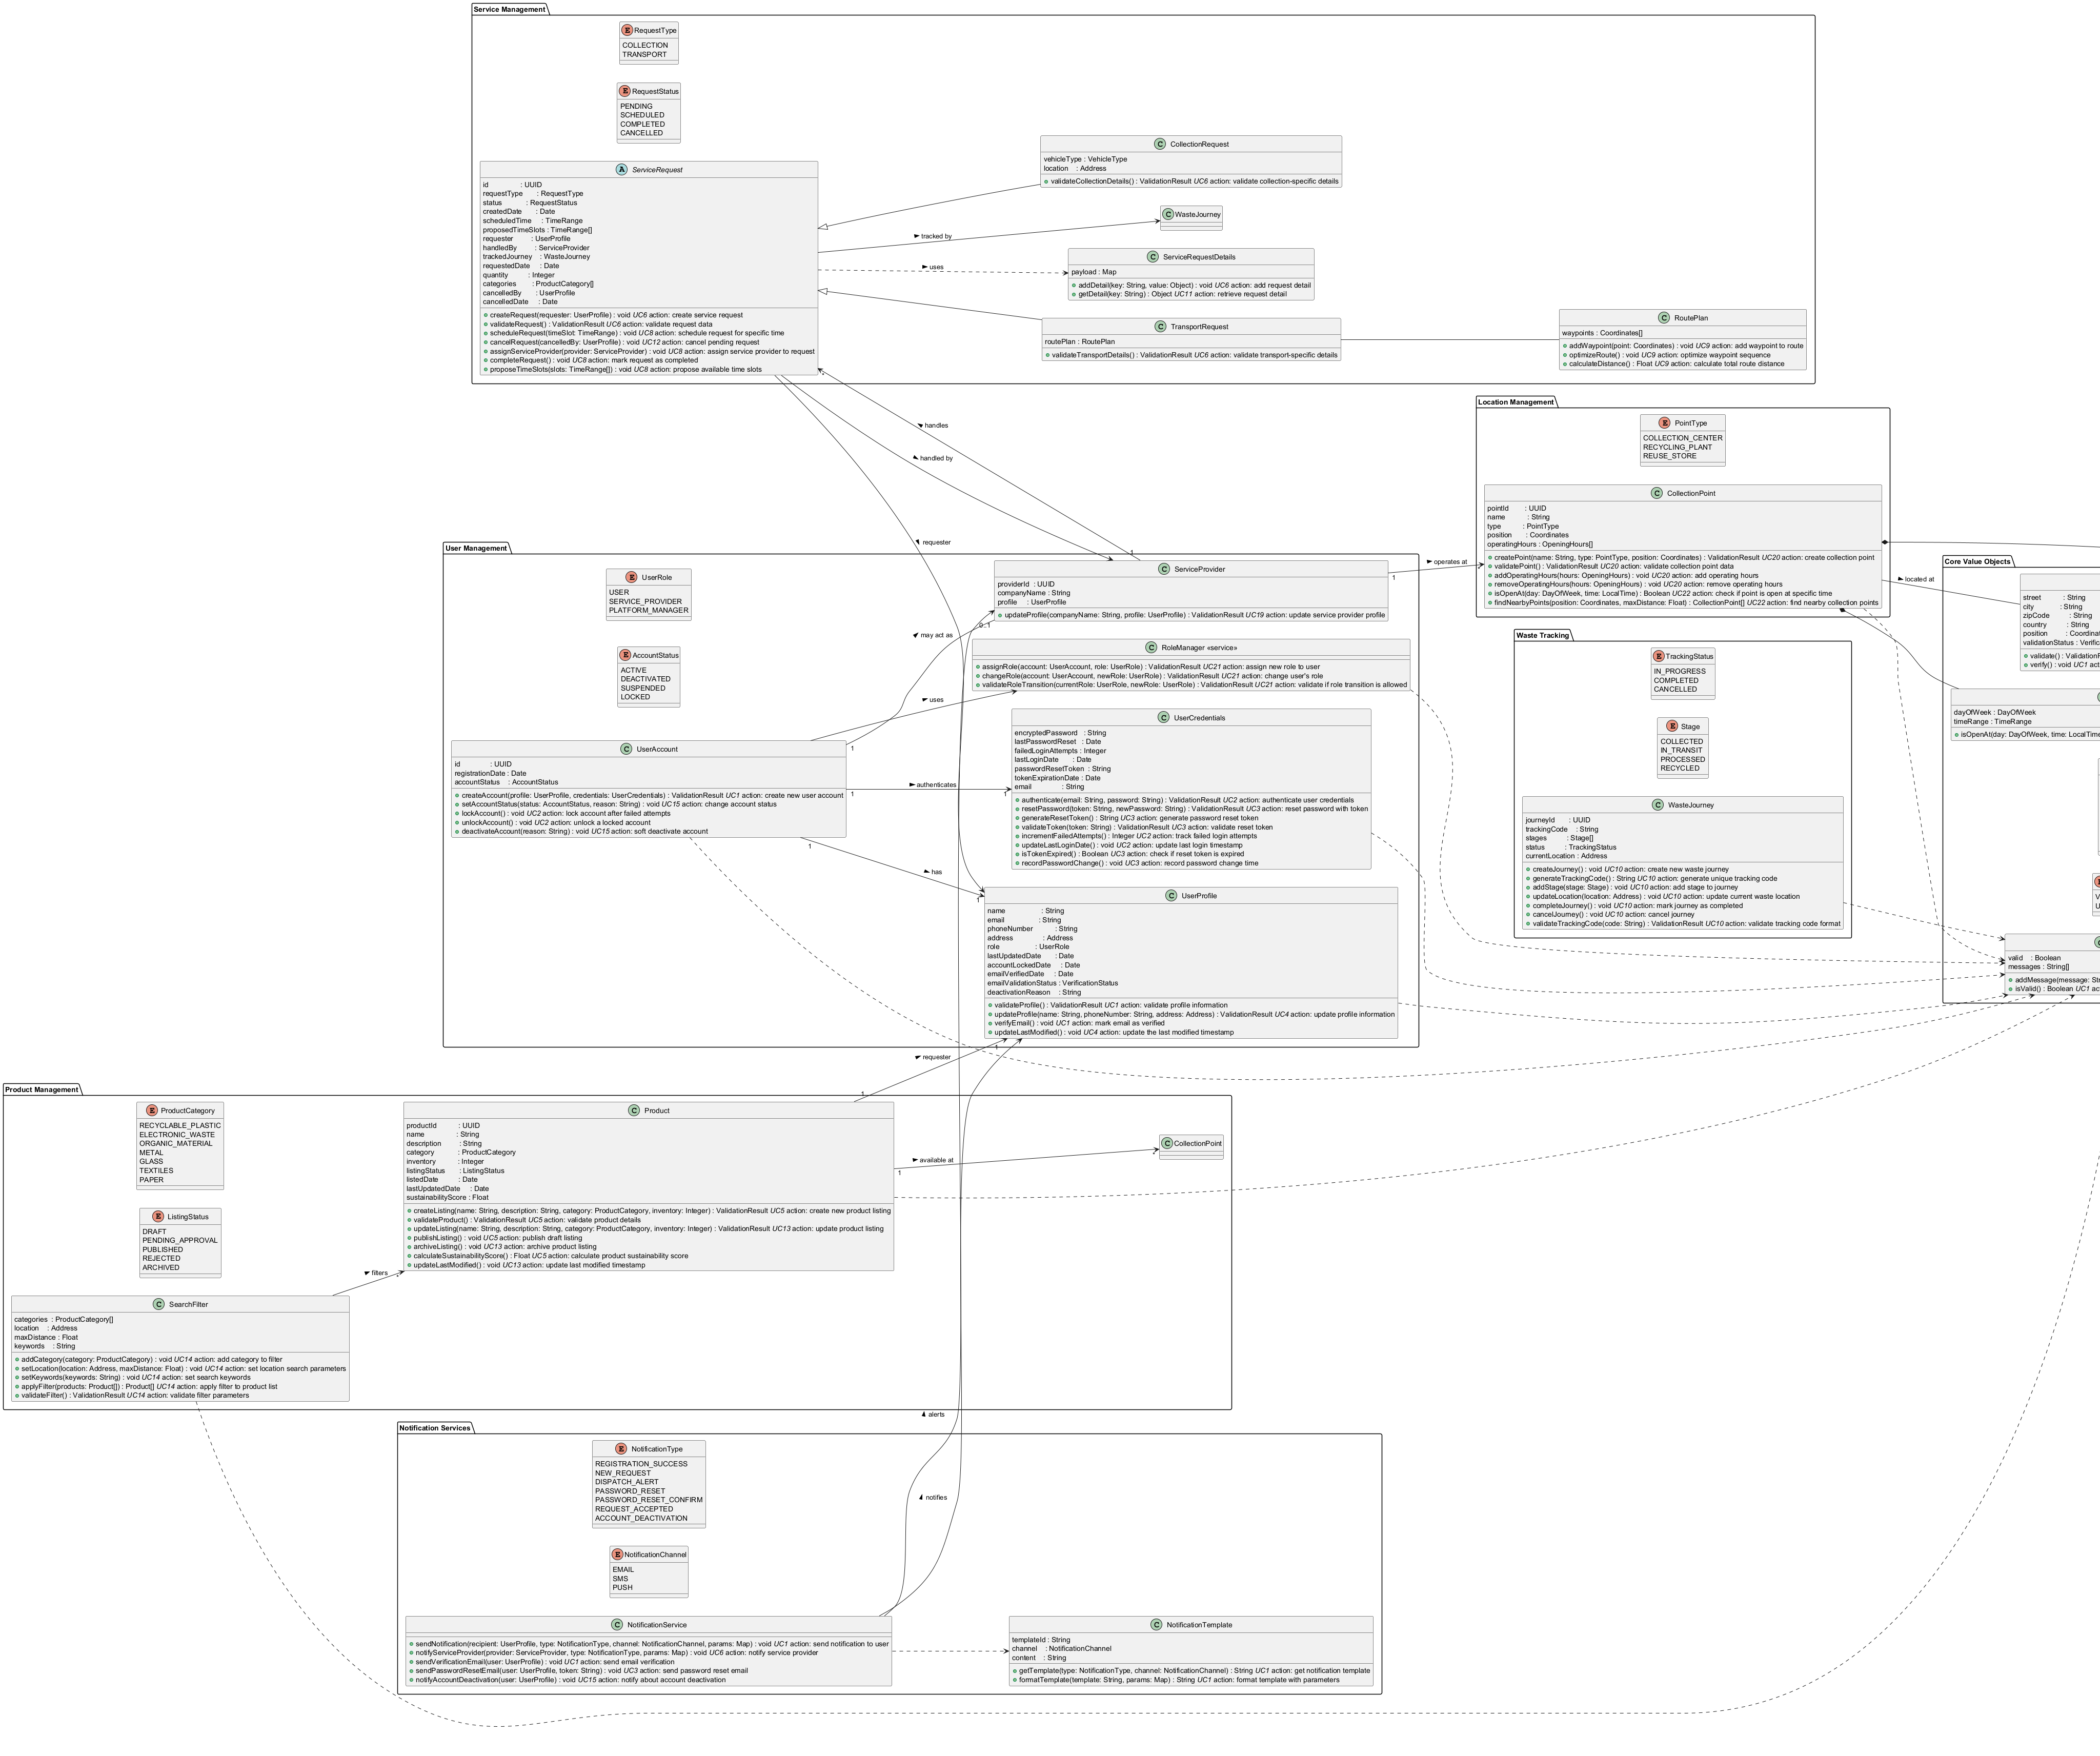 Service Management
RequestType
COLLECTION
TRANSPORT
RequestStatus
PENDING
SCHEDULED
COMPLETED
CANCELLED
ServiceRequest
id : UUID
requestType : RequestType
status : RequestStatus
createdDate : Date
scheduledTime : TimeRange
proposedTimeSlots : TimeRange[]
requester : UserProfile
handledBy : ServiceProvider
trackedJourney : WasteJourney
requestedDate : Date
quantity : Integer
categories : ProductCategory[]
cancelledBy : UserProfile
cancelledDate : Date
createRequest(requester: UserProfile) : void UC6 action: create service request
validateRequest() : ValidationResult UC6 action: validate request data
scheduleRequest(timeSlot: TimeRange) : void UC8 action: schedule request for specific time
cancelRequest(cancelledBy: UserProfile) : void UC12 action: cancel pending request
assignServiceProvider(provider: ServiceProvider) : void UC8 action: assign service provider to request
completeRequest() : void UC8 action: mark request as completed
proposeTimeSlots(slots: TimeRange[]) : void UC8 action: propose available time slots
CollectionRequest
vehicleType : VehicleType
location : Address
validateCollectionDetails() : ValidationResult UC6 action: validate collection-specific details
WasteJourney
tracked by
ServiceRequestDetails
payload : Map
addDetail(key: String, value: Object) : void UC6 action: add request detail
getDetail(key: String) : Object UC11 action: retrieve request detail
uses
TransportRequest
routePlan : RoutePlan
validateTransportDetails() : ValidationResult UC6 action: validate transport-specific details
RoutePlan
waypoints : Coordinates[]
addWaypoint(point: Coordinates) : void UC9 action: add waypoint to route
optimizeRoute() : void UC9 action: optimize waypoint sequence
calculateDistance() : Float UC9 action: calculate total route distance
*
handles
handled by
requester
1
Location Management
PointType
COLLECTION_CENTER
RECYCLING_PLANT
REUSE_STORE
CollectionPoint
pointId : UUID
name : String
type : PointType
position : Coordinates
operatingHours : OpeningHours[]
createPoint(name: String, type: PointType, position: Coordinates) : ValidationResult UC20 action: create collection point
validatePoint() : ValidationResult UC20 action: validate collection point data
addOperatingHours(hours: OpeningHours) : void UC20 action: add operating hours
removeOperatingHours(hours: OpeningHours) : void UC20 action: remove operating hours
isOpenAt(day: DayOfWeek, time: LocalTime) : Boolean UC22 action: check if point is open at specific time
findNearbyPoints(position: Coordinates, maxDistance: Float) : CollectionPoint[] UC22 action: find nearby collection points
located at
operates at
1
*
User Management
UserRole
USER
SERVICE_PROVIDER
PLATFORM_MANAGER
AccountStatus
ACTIVE
DEACTIVATED
SUSPENDED
LOCKED
UserAccount
id : UUID
registrationDate : Date
accountStatus : AccountStatus
createAccount(profile: UserProfile, credentials: UserCredentials) : ValidationResult UC1 action: create new user account
setAccountStatus(status: AccountStatus, reason: String) : void UC15 action: change account status
lockAccount() : void UC2 action: lock account after failed attempts
unlockAccount() : void UC2 action: unlock a locked account
deactivateAccount(reason: String) : void UC15 action: soft deactivate account
may act as
0..1
1
uses
authenticates
1
1
has
1
1
ServiceProvider
providerId : UUID
companyName : String
profile : UserProfile
updateProfile(companyName: String, profile: UserProfile) : ValidationResult UC19 action: update service provider profile
RoleManager «service»
assignRole(account: UserAccount, role: UserRole) : ValidationResult UC21 action: assign new role to user
changeRole(account: UserAccount, newRole: UserRole) : ValidationResult UC21 action: change user's role
validateRoleTransition(currentRole: UserRole, newRole: UserRole) : ValidationResult UC21 action: validate if role transition is allowed
UserCredentials
encryptedPassword : String
lastPasswordReset : Date
failedLoginAttempts : Integer
lastLoginDate : Date
passwordResetToken : String
tokenExpirationDate : Date
email : String
authenticate(email: String, password: String) : ValidationResult UC2 action: authenticate user credentials
resetPassword(token: String, newPassword: String) : ValidationResult UC3 action: reset password with token
generateResetToken() : String UC3 action: generate password reset token
validateToken(token: String) : ValidationResult UC3 action: validate reset token
incrementFailedAttempts() : Integer UC2 action: track failed login attempts
updateLastLoginDate() : void UC2 action: update last login timestamp
isTokenExpired() : Boolean UC3 action: check if reset token is expired
recordPasswordChange() : void UC3 action: record password change time
UserProfile
name : String
email : String
phoneNumber : String
address : Address
role : UserRole
lastUpdatedDate : Date
accountLockedDate : Date
emailVerifiedDate : Date
emailValidationStatus : VerificationStatus
deactivationReason : String
validateProfile() : ValidationResult UC1 action: validate profile information
updateProfile(name: String, phoneNumber: String, address: Address) : ValidationResult UC4 action: update profile information
verifyEmail() : void UC1 action: mark email as verified
updateLastModified() : void UC4 action: update the last modified timestamp
Waste Tracking
TrackingStatus
IN_PROGRESS
COMPLETED
CANCELLED
Stage
COLLECTED
IN_TRANSIT
PROCESSED
RECYCLED
WasteJourney
journeyId : UUID
trackingCode : String
stages : Stage[]
status : TrackingStatus
currentLocation : Address
createJourney() : void UC10 action: create new waste journey
generateTrackingCode() : String UC10 action: generate unique tracking code
addStage(stage: Stage) : void UC10 action: add stage to journey
updateLocation(location: Address) : void UC10 action: update current waste location
completeJourney() : void UC10 action: mark journey as completed
cancelJourney() : void UC10 action: cancel journey
validateTrackingCode(code: String) : ValidationResult UC10 action: validate tracking code format
Core Value Objects
street : String
city : String
zipCode : String
country : String
position : Coordinat
validationStatus : Verific
validate() : ValidationR
verify() : void UC1 act
dayOfWeek : DayOfWeek
timeRange : TimeRange
isOpenAt(day: DayOfWeek, time: LocalTime
V
U
valid : Boolean
messages : String[]
addMessage(message: Str
isValid() : Boolean UC1 ac
Product Management
ProductCategory
RECYCLABLE_PLASTIC
ELECTRONIC_WASTE
ORGANIC_MATERIAL
METAL
GLASS
TEXTILES
PAPER
ListingStatus
DRAFT
PENDING_APPROVAL
PUBLISHED
REJECTED
ARCHIVED
Product
productId : UUID
name : String
description : String
category : ProductCategory
inventory : Integer
listingStatus : ListingStatus
listedDate : Date
lastUpdatedDate : Date
sustainabilityScore : Float
createListing(name: String, description: String, category: ProductCategory, inventory: Integer) : ValidationResult UC5 action: create new product listing
validateProduct() : ValidationResult UC5 action: validate product details
updateListing(name: String, description: String, category: ProductCategory, inventory: Integer) : ValidationResult UC13 action: update product listing
publishListing() : void UC5 action: publish draft listing
archiveListing() : void UC13 action: archive product listing
calculateSustainabilityScore() : Float UC5 action: calculate product sustainability score
updateLastModified() : void UC13 action: update last modified timestamp
requester
1
1
available at
1
*
CollectionPoint
filters
*
SearchFilter
categories : ProductCategory[]
location : Address
maxDistance : Float
keywords : String
addCategory(category: ProductCategory) : void UC14 action: add category to filter
setLocation(location: Address, maxDistance: Float) : void UC14 action: set location search parameters
setKeywords(keywords: String) : void UC14 action: set search keywords
applyFilter(products: Product[]) : Product[] UC14 action: apply filter to product list
validateFilter() : ValidationResult UC14 action: validate filter parameters
alerts
Notification Services
NotificationType
REGISTRATION_SUCCESS
NEW_REQUEST
DISPATCH_ALERT
PASSWORD_RESET
PASSWORD_RESET_CONFIRM
REQUEST_ACCEPTED
ACCOUNT_DEACTIVATION
NotificationChannel
EMAIL
SMS
PUSH
notifies
NotificationService
sendNotification(recipient: UserProfile, type: NotificationType, channel: NotificationChannel, params: Map) : void UC1 action: send notification to user
notifyServiceProvider(provider: ServiceProvider, type: NotificationType, params: Map) : void UC6 action: notify service provider
sendVerificationEmail(user: UserProfile) : void UC1 action: send email verification
sendPasswordResetEmail(user: UserProfile, token: String) : void UC3 action: send password reset email
notifyAccountDeactivation(user: UserProfile) : void UC15 action: notify about account deactivation
NotificationTemplate
templateId : String
channel : NotificationChannel
content : String
getTemplate(type: NotificationType, channel: NotificationChannel) : String UC1 action: get notification template
formatTemplate(template: String, params: Map) : String UC1 action: format template with parameters